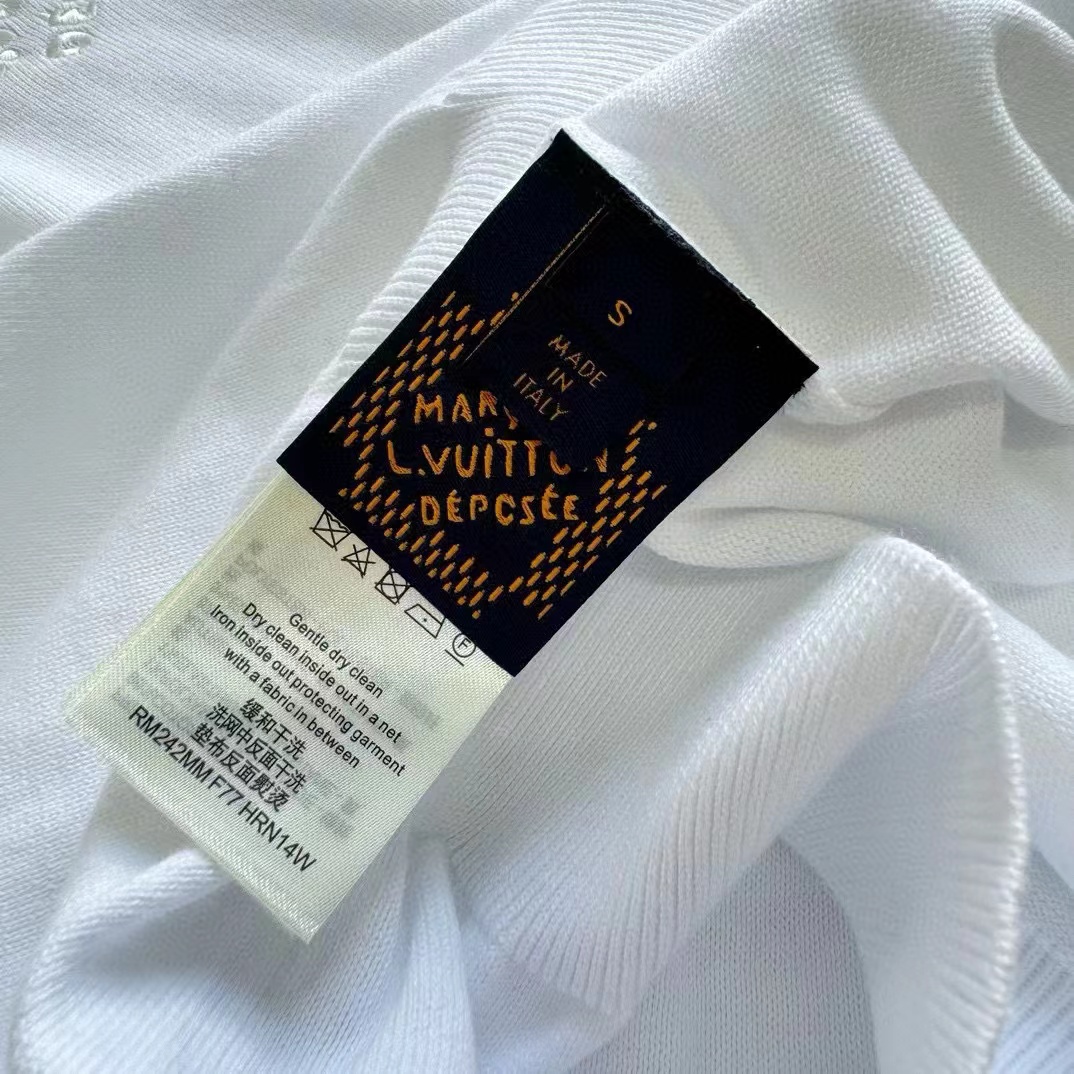 S
MADE
IN
ITALY
L.VUITTON
DÉPOSÉE
Gentle dry clean
Dry clean inside out in a net
Iron inside out protecting garment
with a fabric in between
缓和干洗
洗网中反面干洗
垫布反面熨烫
RM242MM F77 HRN14W
F